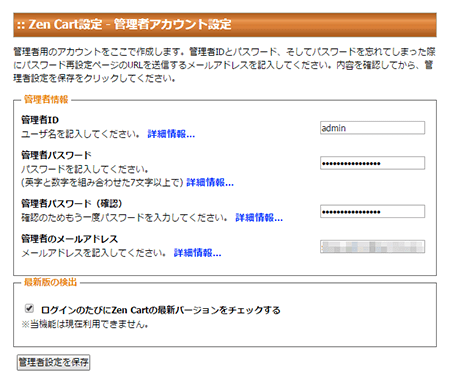 :: Zen Cart設定 - 管理者アカウント設定
管理者用のアカウントをここで作成します。管理者IDとパスワード、そしてパスワードを忘れてしまった際
にパスワード再設定ページのURLを送信するメールアドレスを記入してください。内容を確認してから、管
理者設定を保存をクリックしてください。
管理者情報
管理者ID
ユーザ名を記入してください。 詳細情報...
admin
管理者パスワード
パスワードを記入してください。
(英字と数字を組み合わせた7文字以上で) 詳細情報...
•••••••••••••••
管理者パスワード（確認）
確認のためもう一度パスワードを入力してください。 詳細情報...
•••••••••••••••
管理者のメールアドレス
メールアドレスを記入してください。 詳細情報...
最新版の検出
ログインのたびにZen Cartの最新バージョンをチェックする
※当機能は現在利用できません。
管理者設定を保存